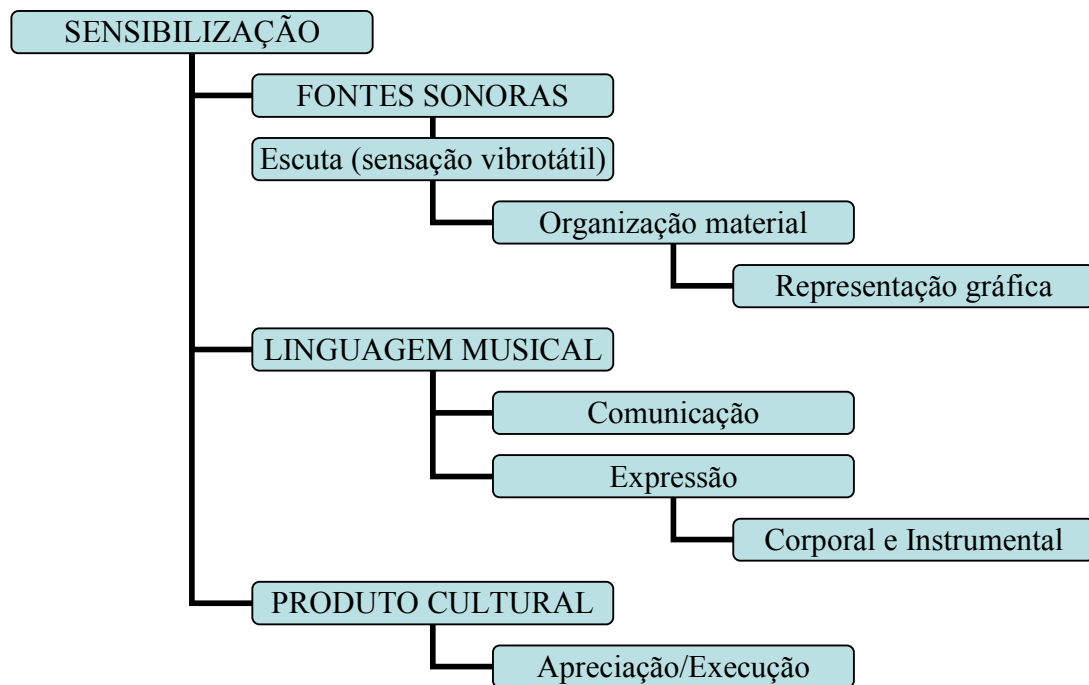 SENSIBILIZAÇÃO
FONTES SONORAS
Escuta (sensação vibrotátil)
Organização material
Representação gráfica
LINGUAGEM MUSICAL
Comunicação
Expressão
Corporal e Instrumental
PRODUTO CULTURAL
Apreciação/Execução